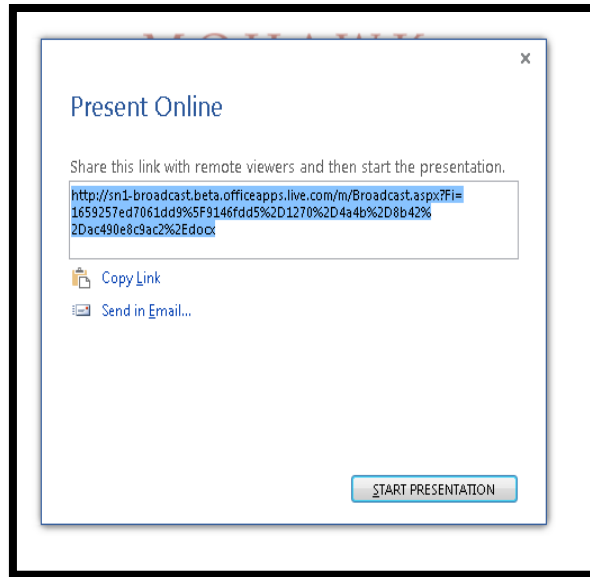 MOHAWK
x
Present Online
Share this link with remote viewers and then start the presentation.
http://sn1-broadcast.beta.officeapps.live.com/m/Broadcast.aspx?Fi=
1659257ed7061dd9%5F9146fdd5%2D1270%2D4a4b%2D8b42%
2Dac490e8c9ac2%2Edocx
Copy Link
Send in Email...
START PRESENTATION